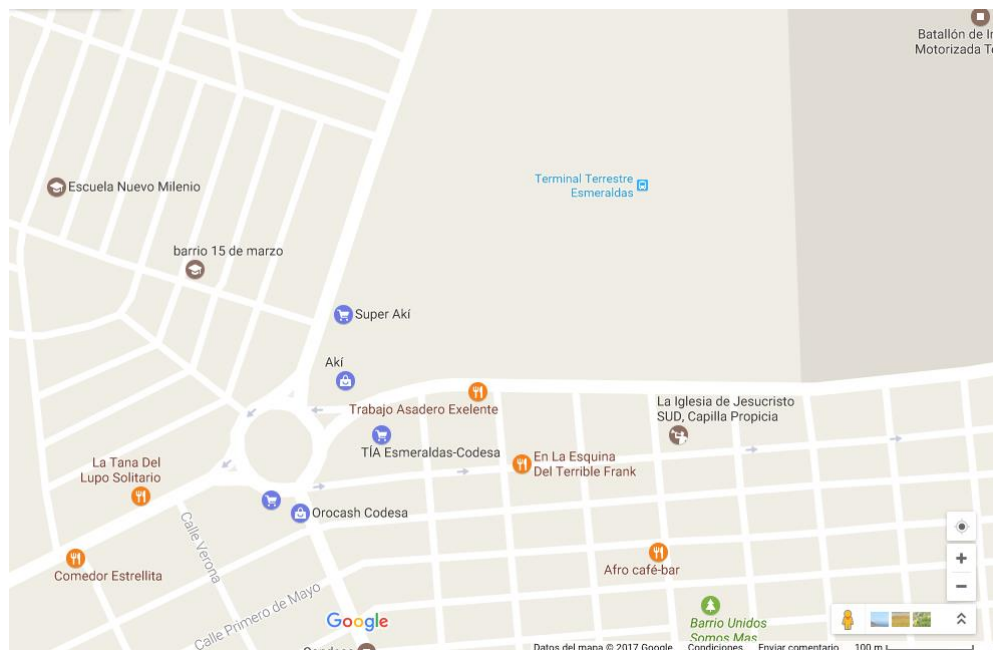 Batallón de
Motorizada
Terminal Terrestre
Esmeraldas
Escuela Nuevo Milenio
barrio 15 de marzo
Super Akí
Akí
Trabajo Asadero Exelente
La Iglesia de Jesucristo
SUD, Capilla Propicia
TÍA Esmeraldas-Codesa
En La Esquina
Del Terrible Frank
La Tana Del
Lupo Solitario
Orocash Codesa
Calle Verona
Comedor Estrellita
Afro café-bar
Calle Primero de Mayo
Google
Barrio Unidos
Somos Mas
Datos del mapa © 2017 Google Condiciones Enviar comentario 100 m